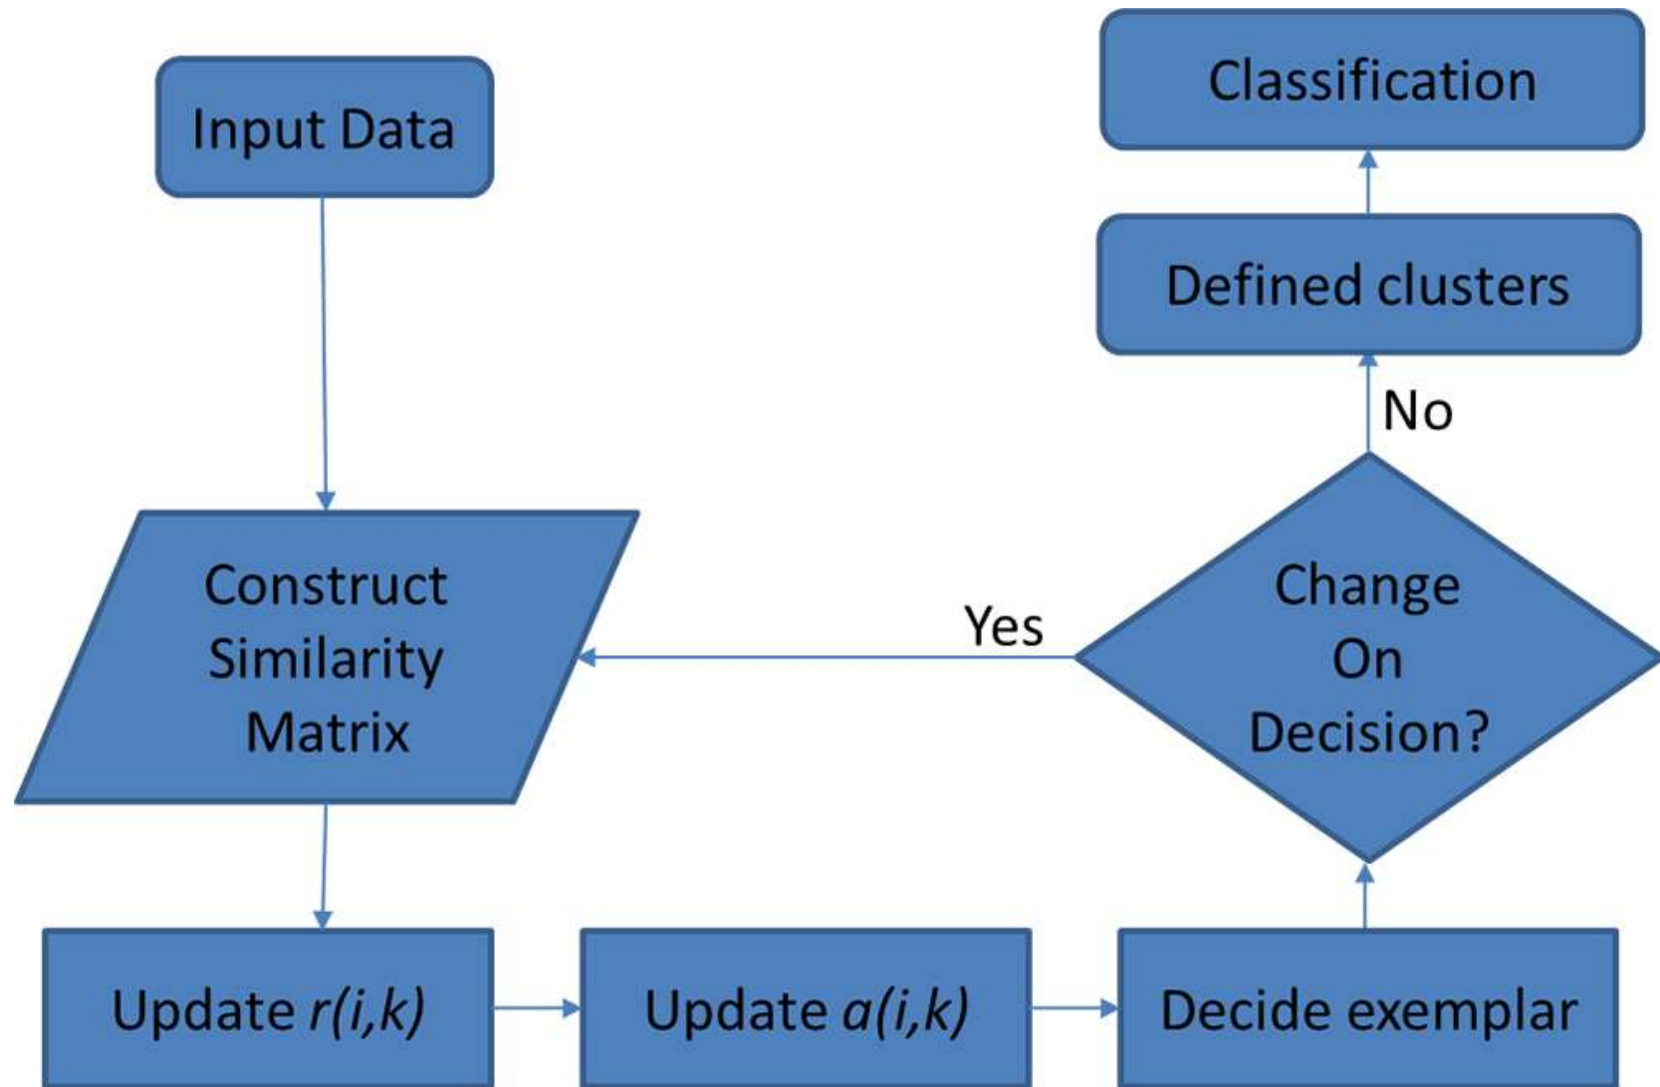 Input Data
Construct
Similarity
Matrix
Update r(i,k)
Update a(i,k)
Decide exemplar
Change
On
Decision?
Yes
No
Defined clusters
Classification